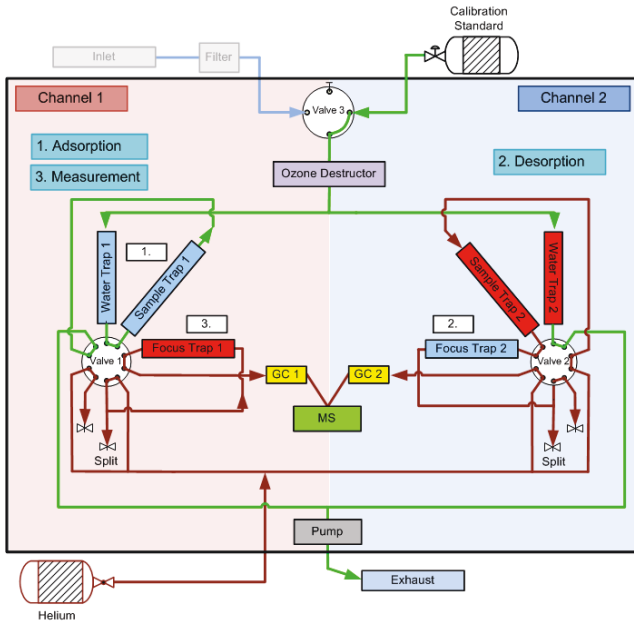 Calibration
Standard
Inlet
Filter
Channel 1
Valve 3
Channel 2
1. Adsorption
2. Desorption
3. Measurement
Ozone Destructor
Water Trap 1
1.
Sample Trap 1
Sample Trap 2
Water Trap 2
3.
2.
Focus Trap 1
Focus Trap 2
Valve 1
Valve 2
GC 1
GC 2
MS
Split
Split
Pump
Exhaust
Helium